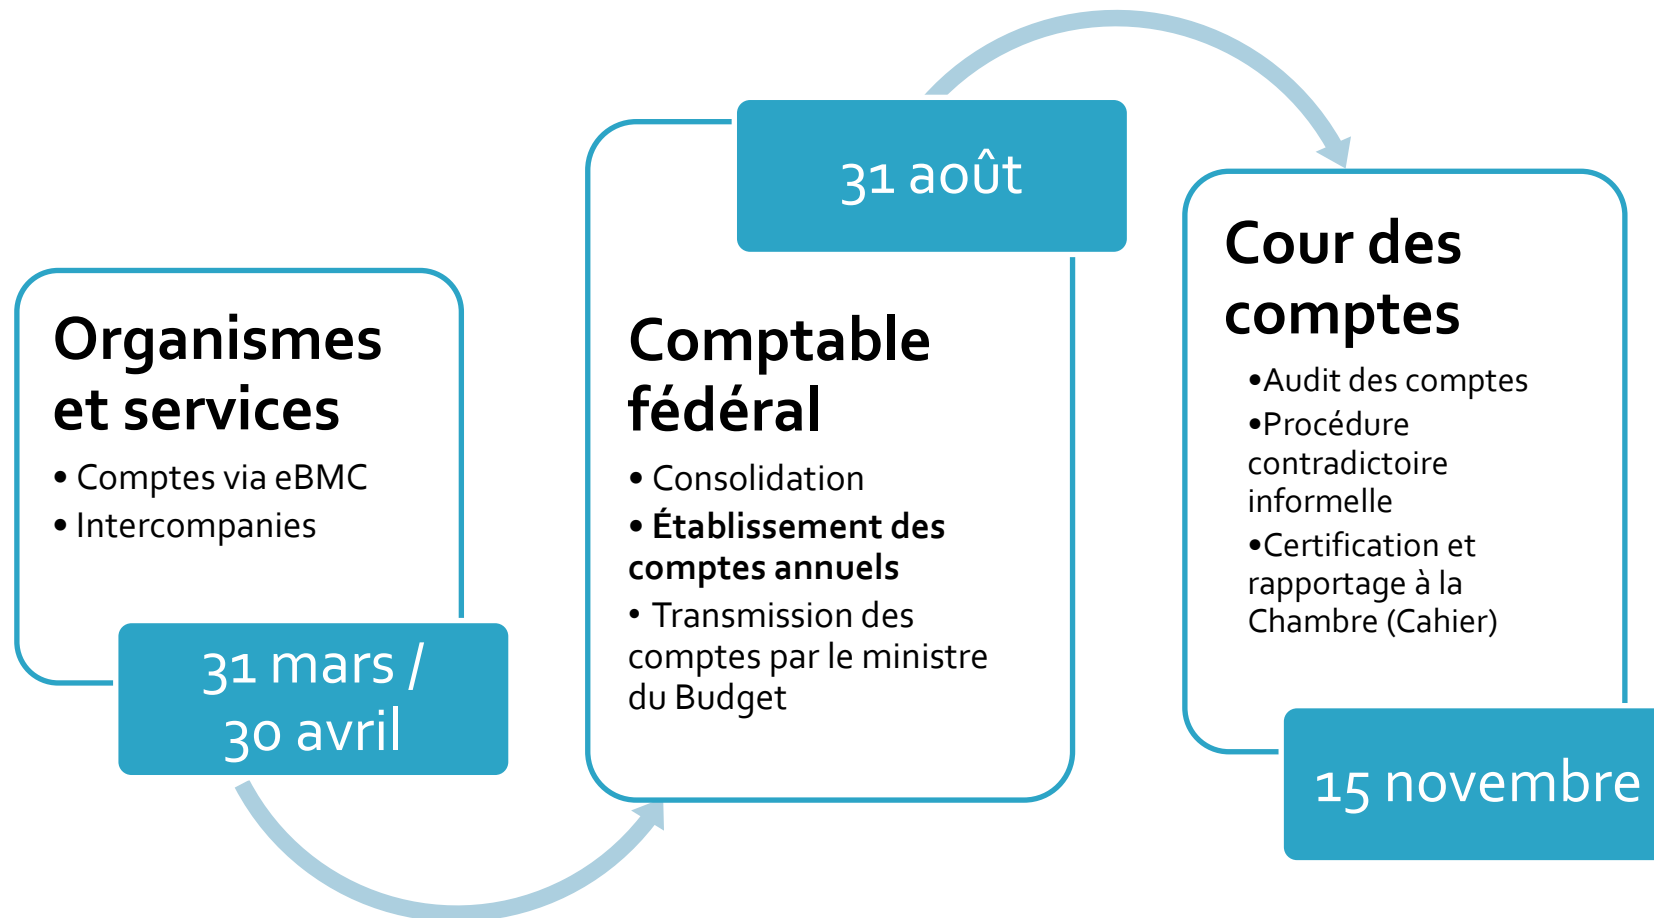 Organismes
et services
• Comptes via eBMC
• Intercompanies
31 mars /
30 avril
31 août
Comptable
fédéral
• Consolidation
• Établissement des
comptes annuels
• Transmission des
comptes par le ministre
du Budget
Cour des
comptes
•Audit des comptes
•Procédure
contradictoire
informelle
•Certification et
rapportage à la
Chambre (Cahier)
15 novembre